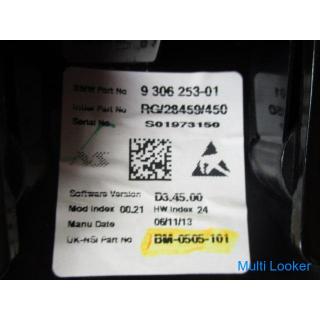 BMW Part No 9 306 253-01
Initial Part No RG/28459/450
Serial No S01973150
Software Version D3.45.00
Mod Index 00.21 HW Index 24
Manu Date 06/11/13
UK-NSI Part No BM-0505-101
Multi Looker